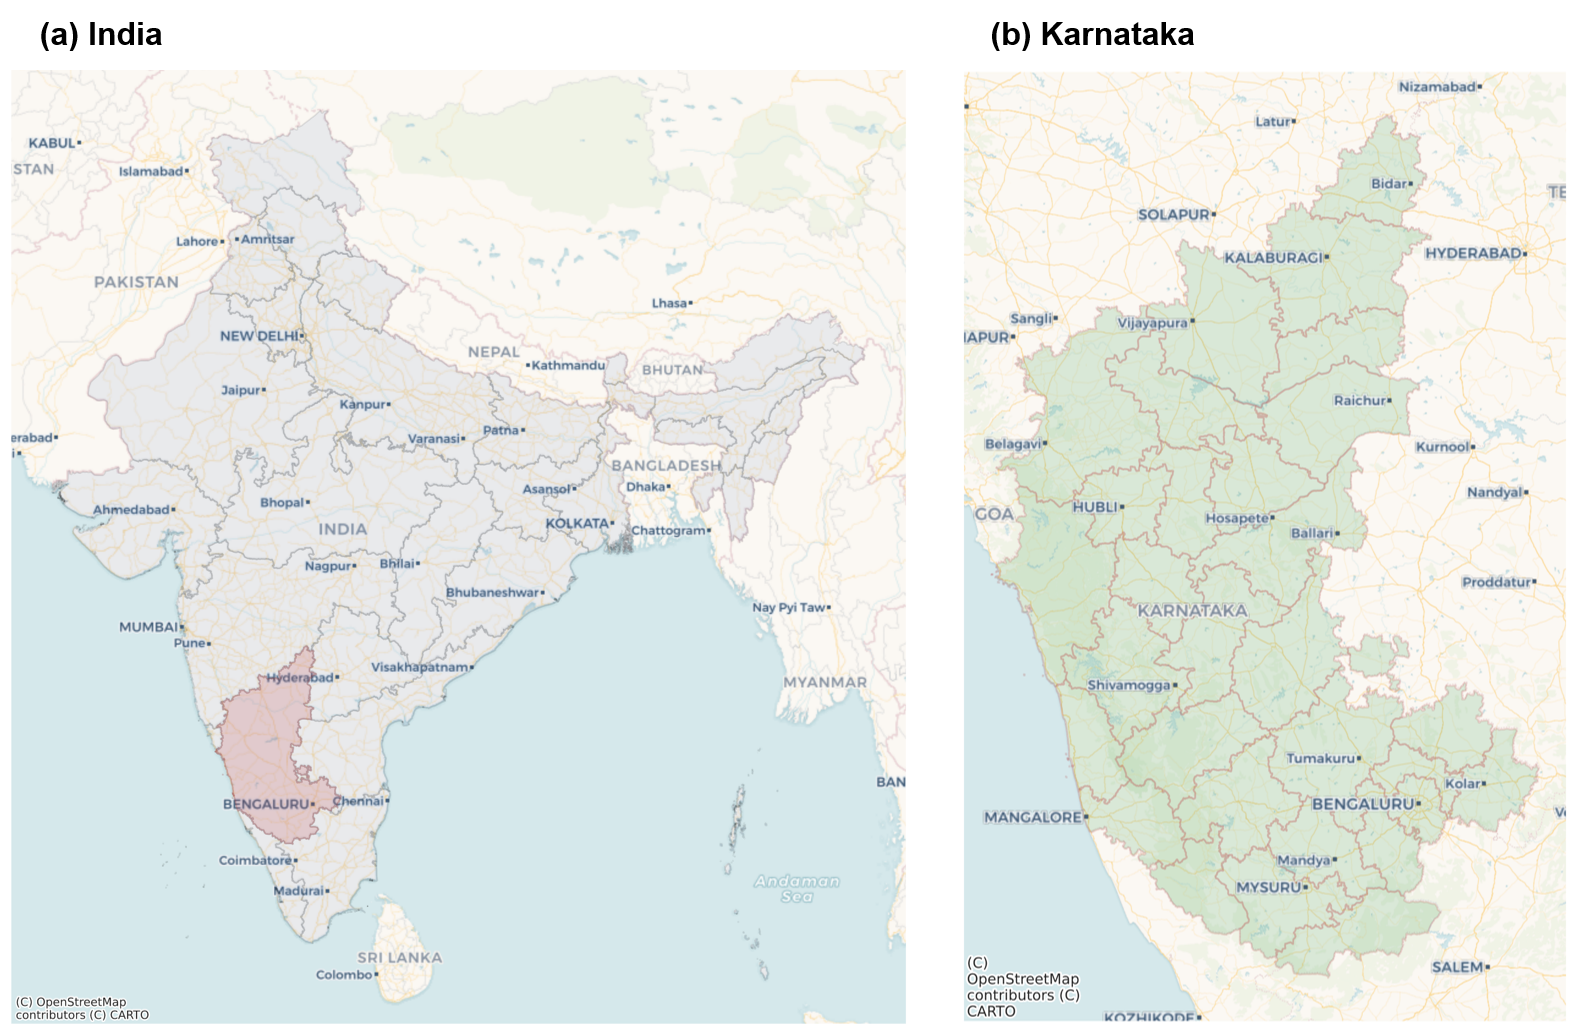 (a) India
(b) Karnataka
KABUL
STAN
Islamabad
Lahore
Amritsar
PAKISTAN
Lhasa
NEW DELHI
NEPAL
Kathmandu
BHUTAN
Jaipur
Kanpur
erabad
i
Varanasi
Patna
BANGLADESH
Dhaka
Asansol
Ahmedabad
Bhopal
INDIA
KOLKATA
Chattogram
Nagpur
Bhilai
Bhubaneshwar
Nay Pyi Taw
MUMBAI
Pune
Visakhapatnam
Hyderabad
MYANMAR
BAN
BENGALURU
Chennai
Coimbatore
Madurai
Andaman
Sea
SRI LANKA
Colombo
(C) OpenStreetMap
contributors (C) CARTO
Nizamabad
Latur
Bidar
TE
SOLAPUR
KALABURAGI
HYDERABAD
Sangli
Vijayapura
IAPUR
Raichur
Belagavi
Kurnool
Nandyal
GOA
HUBLI
Hosapete
Ballari
Proddatur
KARNATAKA
Shivamogga
Tumakuru
Kolar
BENGALURU
MANGALORE
Ve
Mandya
MYSURU
SALEM
(C)
OpenStreetMap
contributors (C)
CARTO
KOZHIKODE